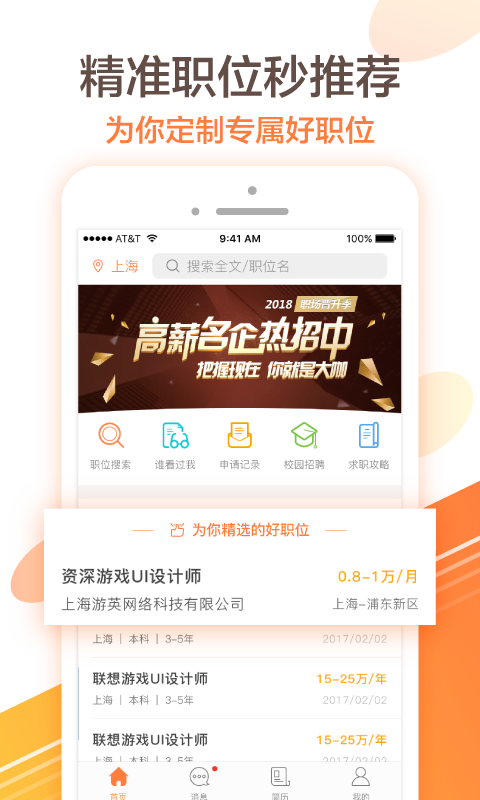 精准职位秒推荐
为你定制专属好职位
AT&T 9:41 AM 100%
上海 搜索全文/职位名
2018 职场晋升季
高薪名企热招中
把握现在 你就是大咖
职位搜索 谁看过我 申请记录 校园招聘 求职攻略
为你精选的好职位
资深游戏UI设计师 0.8-1万/月
上海游英网络科技有限公司 上海-浦东新区
上海 | 本科 | 3-5年 2017/02/02
联想游戏UI设计师 15-25万/年
上海 | 本科 | 3-5年 2017/02/02
联想游戏UI设计师 15-25万/年
上海 | 本科 | 3-5年 2017/02/02
首页 消息 简历 我的